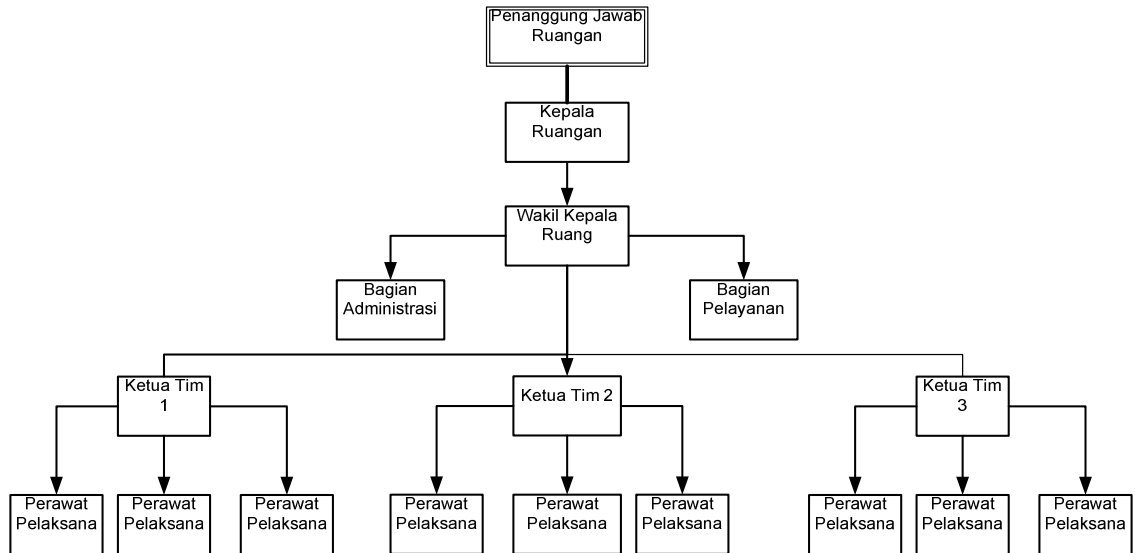 Penanggung Jawab
Ruangan
Kepala
Ruangan
Wakil Kepala
Ruang
Bagian
Administrasi
Bagian
Pelayanan
Ketua Tim
1
Ketua Tim 2
Ketua Tim
3
Perawat
Pelaksana
Perawat
Pelaksana
Perawat
Pelaksana
Perawat
Pelaksana
Perawat
Pelaksana
Perawat
Pelaksana
Perawat
Pelaksana
Perawat
Pelaksana
Perawat
Pelaksana